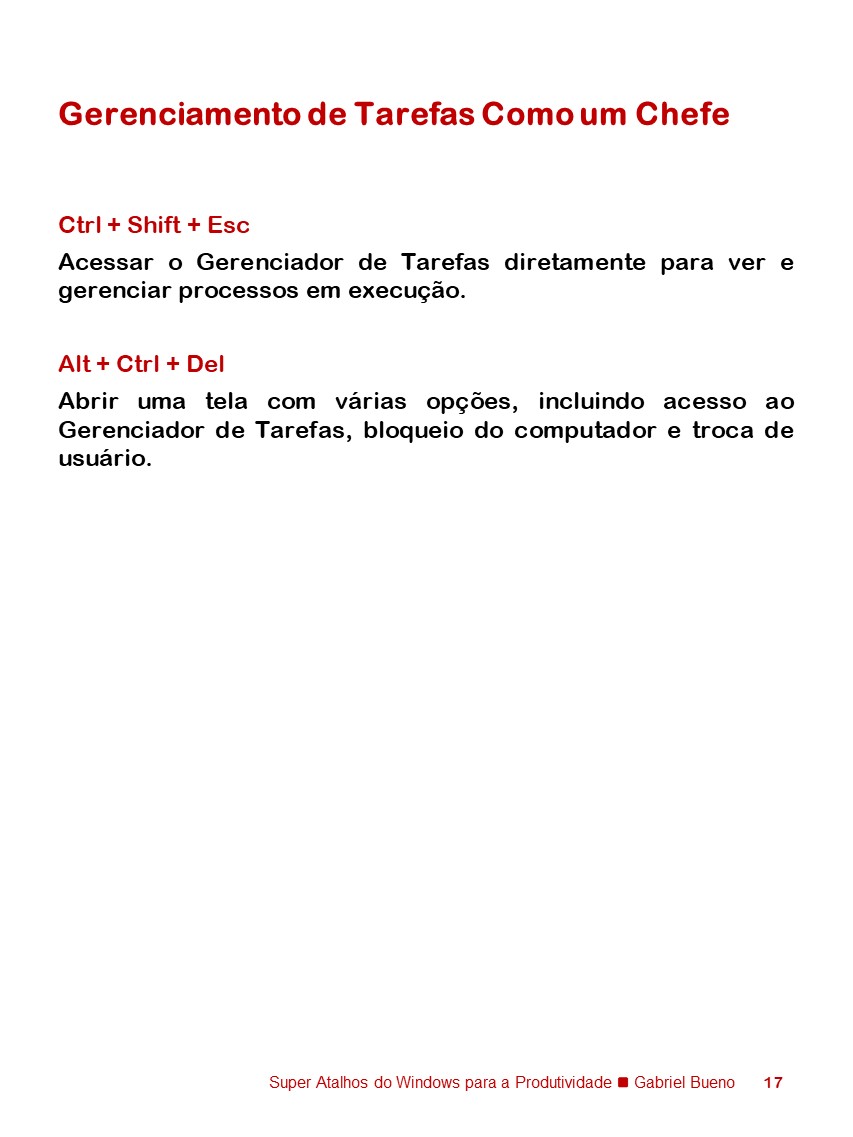 Gerenciamento de Tarefas Como um Chefe
Ctrl + Shift + Esc
Acessar o Gerenciador de Tarefas diretamente para ver e
gerenciar processos em execução.
Alt + Ctrl + Del
Abrir uma tela com várias opções, incluindo acesso ao
Gerenciador de Tarefas, bloqueio do computador e troca de
usuário.
Super Atalhos do Windows para a Produtividade ■ Gabriel Bueno 17